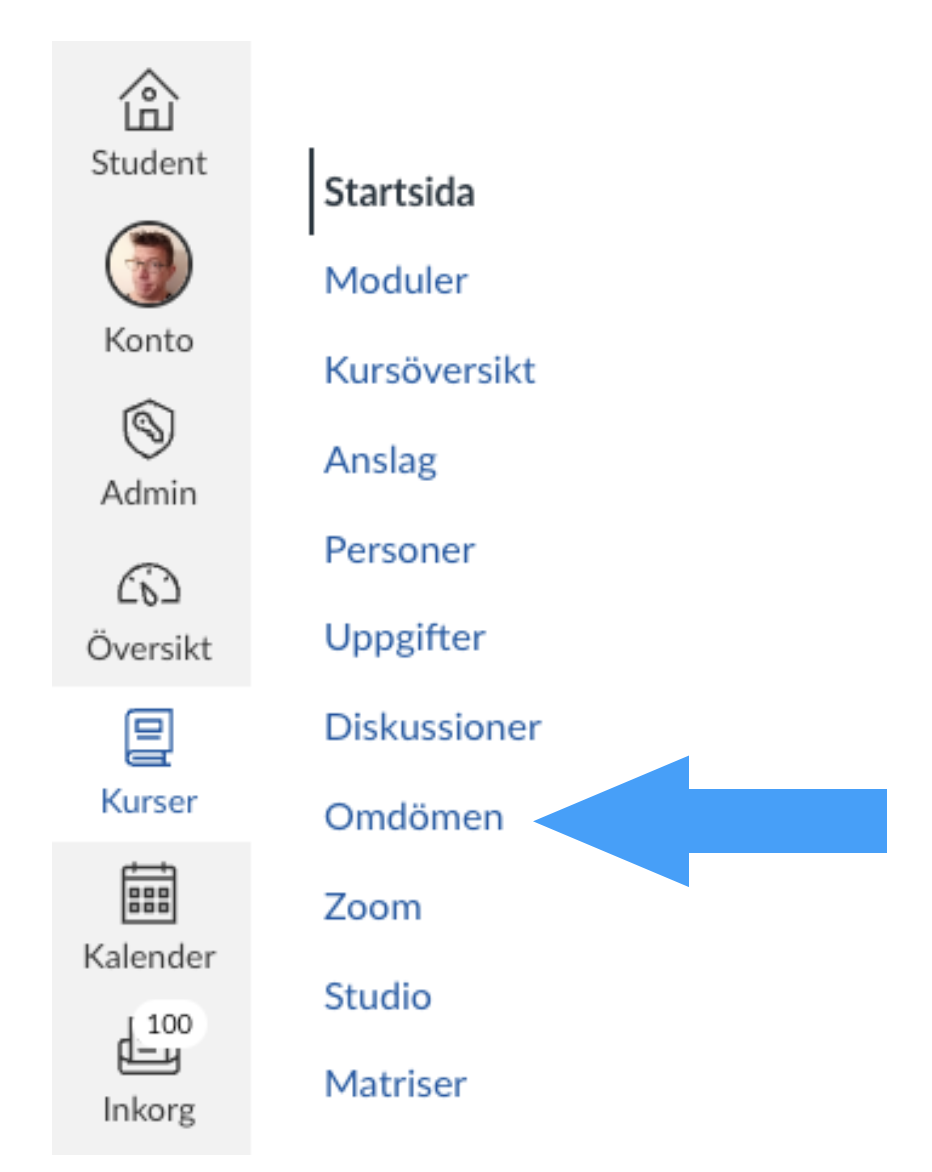 Student
Konto
Admin
Översikt
Kurser
Kalender
100
Inkorg
Startsida
Moduler
Kursöversikt
Anslag
Personer
Uppgifter
Diskussioner
Omdömen
Zoom
Studio
Matriser